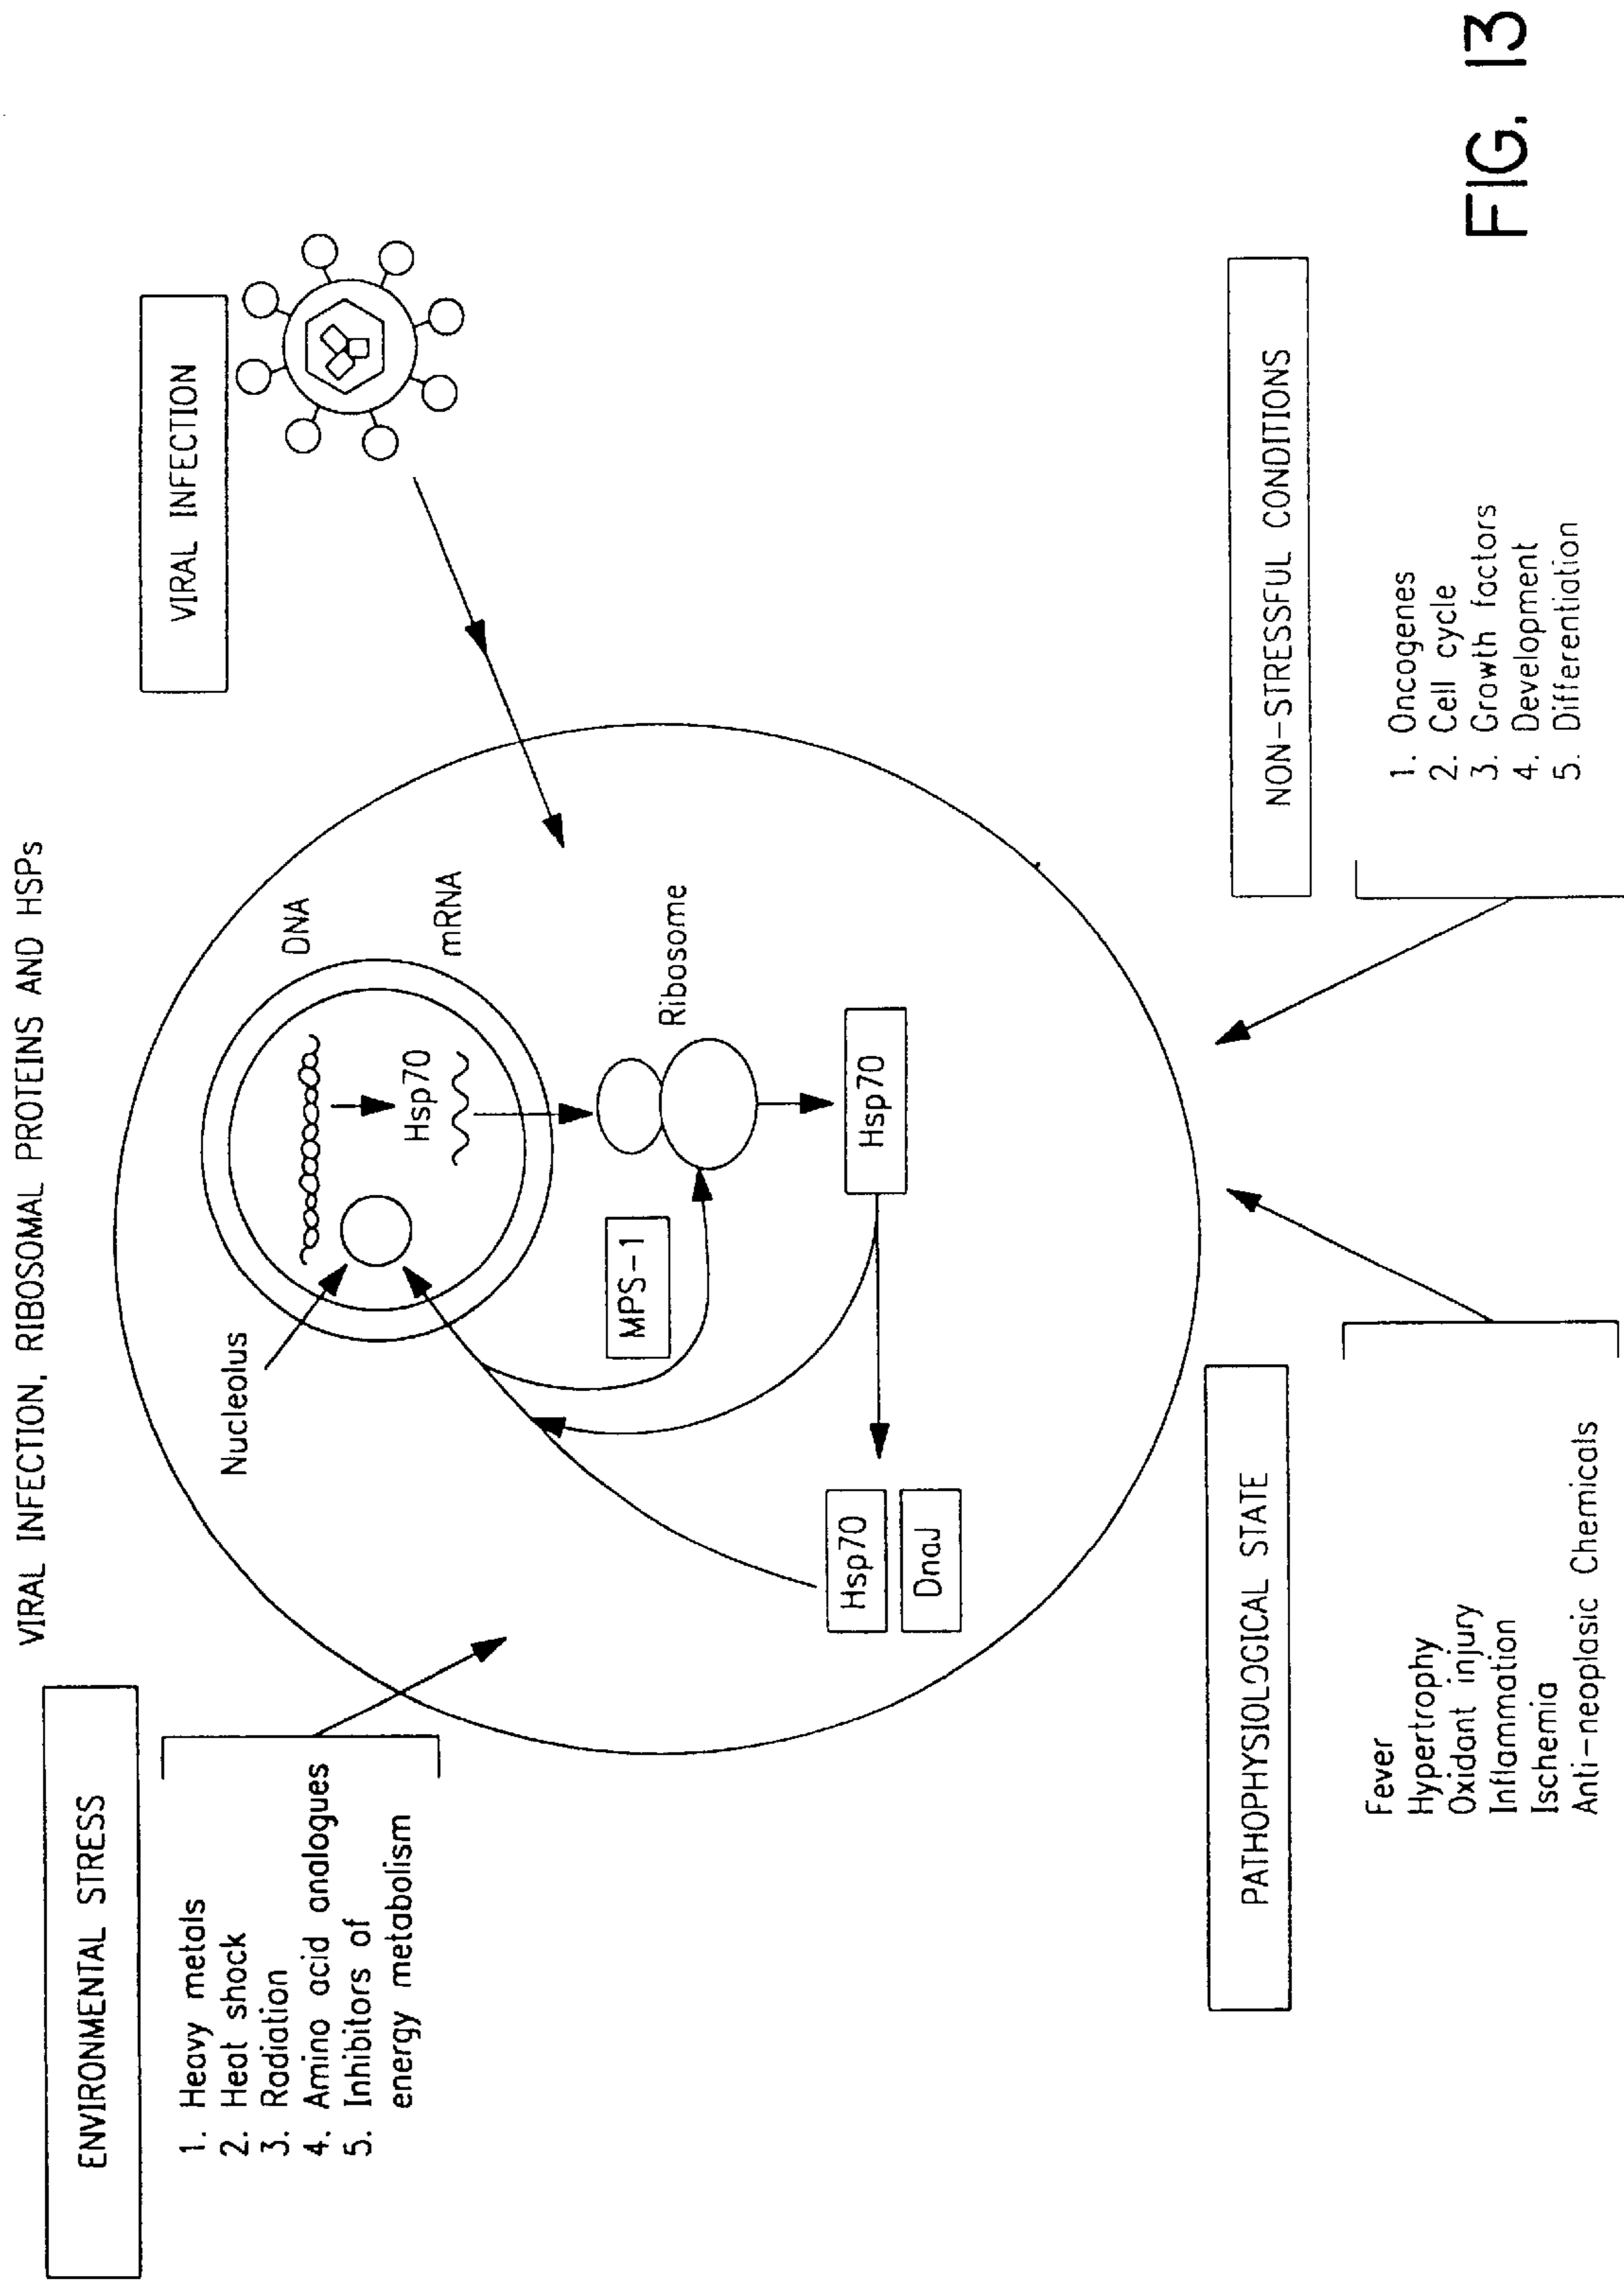 VIRAL INFECTION, RIBOSOMAL PROTEINS AND HSPs
ENVIRONMENTAL STRESS
1. Heavy metals
2. Heat shock
3. Radiation
4. Amino acid analogues
5. Inhibitors of
energy metabolism
VIRAL INFECTION
Nucleolus
DNA
Hsp70
mRNA
MPS-1
Ribosome
Hsp70
Hsp70
DnaJ
PATHOPHYSIOLOGICAL STATE
Fever
Hypertrophy
Oxidant injury
Inflammation
Ischemia
Anti-neoplasic Chemicals
NON-STRESSFUL CONDITIONS
1. Oncogenes
2. Cell cycle
3. Growth factors
4. Development
5. Differentiation
FIG. 13